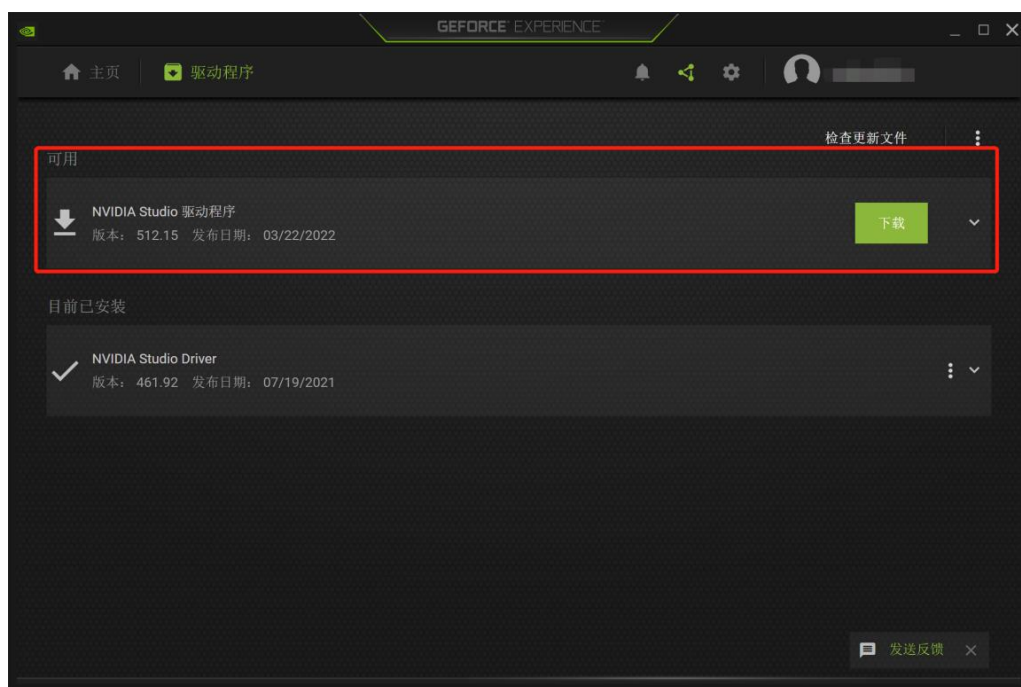 GEFORCE® EXPERIENCE™
主页
驱动程序
检查更新文件
可用
NVIDIA Studio 驱动程序
下载
版本： 512.15 发布日期： 03/22/2022
目前已安装
NVIDIA Studio Driver
版本： 461.92 发布日期： 07/19/2021
发送反馈